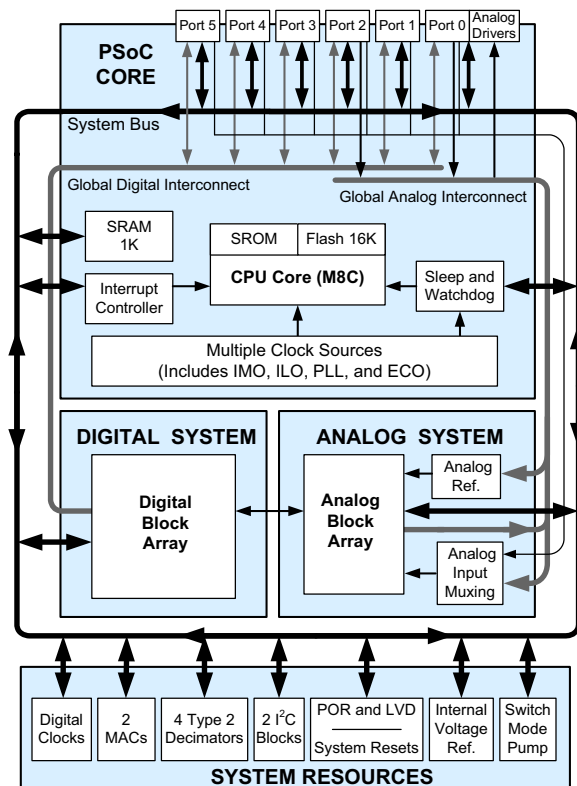 Port 5 Port 4 Port 3 Port 2 Port 1 Port 0 Analog Drivers
PSoC
CORE
System Bus
Global Digital Interconnect
Global Analog Interconnect
SRAM
1K
SROM Flash 16K
CPU Core (M8C)
Interrupt
Controller
Sleep and
Watchdog
Multiple Clock Sources
(Includes IMO, ILO, PLL, and ECO)
DIGITAL SYSTEM
Digital
Block
Array
ANALOG SYSTEM
Analog
Block
Array
Analog
Ref.
Analog
Input
Muxing
Digital
Clocks
2
MACs
4 Type 2
Decimators
2 I²C
Blocks
POR and LVD
System Resets
Internal
Voltage
Ref.
Switch
Mode
Pump
SYSTEM RESOURCES